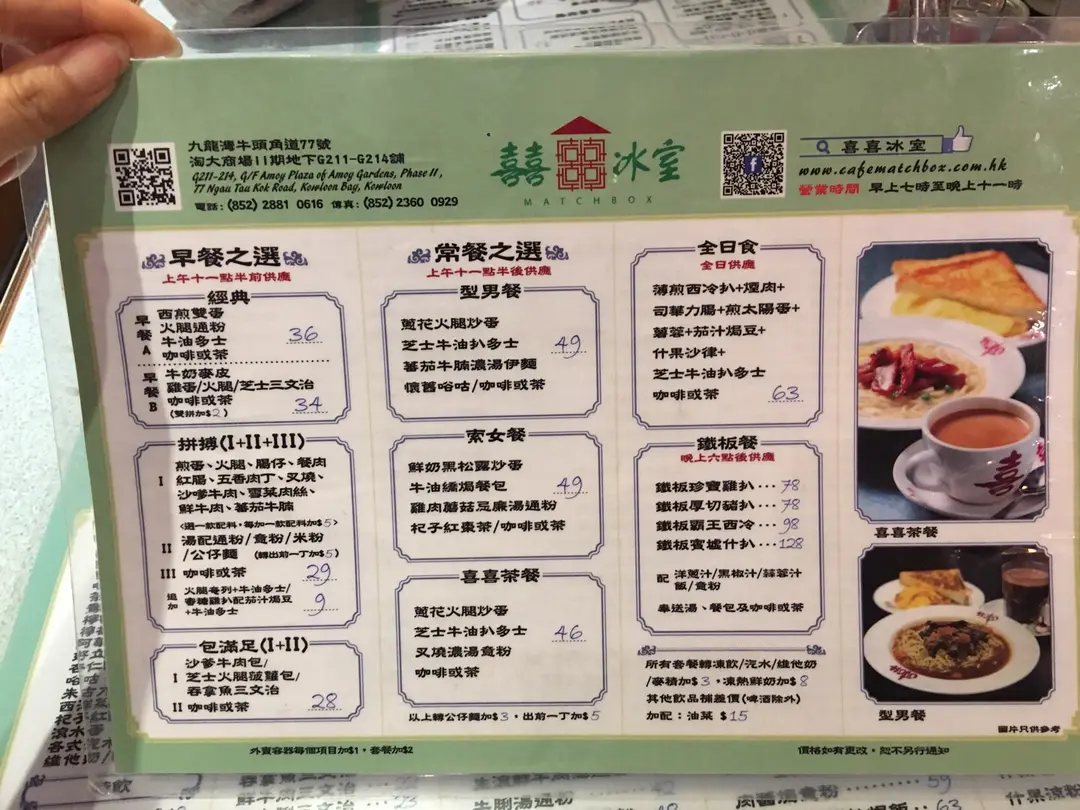 九龍灣牛頭角道77號
淘大商場II期地下G211-G214舖
G211-214, G/F Amoy Plaza of Amoy Gardens, Phase II,
77 Ngau Tau Kok Road, Kowloon Bay, Kowloon
電話: (852) 2881 0616 傳真: (852) 2360 0929
囍囍冰室
MATCHBOX
f
喜喜冰室
www.cafematchbox.com.hk
營業時間 早上七時至晚上十一時
早餐之選
上午十一點半前供應
經典
早餐A
西煎雙蛋
火腿通粉
牛油多士
咖啡或茶
36
早餐B
牛奶麥皮
雞蛋/火腿/芝士三文治
咖啡或茶
(雙拼加$2)
34
拼搏(I+II+III)
I 煎蛋、火腿、腸仔、餐肉
紅腸、五香肉丁、叉燒、
沙嗲牛肉、雪菜肉絲、
鮮牛肉、蕃茄牛腩
<選一款配料,每加一款配料加$5>
II 湯配通粉/意粉/米粉
/公仔麵 (轉出前一丁加$5)
III 咖啡或茶 29
追加 火腿奄列+牛油多士/
蜜糖雞扒配茄汁焗豆
+牛油多士 9
包滿足(I+II)
I 沙爹牛肉包/
芝士火腿菠蘿包/
吞拿魚三文治
II 咖啡或茶 28
常餐之選
上午十一點半後供應
型男餐
蔥花火腿炒蛋
芝士牛油扒多士 49
蕃茄牛腩濃湯伊麵
懷舊哈咕/咖啡或茶
索女餐
鮮奶黑松露炒蛋
牛油繑焗餐包 49
雞肉蘑菇忌廉湯通粉
杞子紅棗茶/咖啡或茶
喜喜茶餐
蔥花火腿炒蛋
芝士牛油扒多士 46
叉燒濃湯意粉
咖啡或茶
以上轉公仔麵加$3,出前一丁加$5
全日食
全日供應
薄煎西冷扒+煙肉+
司華力腸+煎太陽蛋+
薯蓉+茄汁焗豆+
什果沙律+
芝士牛油扒多士
咖啡或茶 63
鐵板餐
晚上六點後供應
鐵板珍寶雞扒···78
鐵板厚切豬扒···78
鐵板霸王西冷···98
鐵板賓墟什扒···128
配 洋蔥汁/黑椒汁/蒜蓉汁
飯/意粉
奉送湯、餐包及咖啡或茶
所有套餐轉凍飲/汽水/維他奶
/麥精加$3,凍熱鮮奶加$8
其他飲品補差價(啤酒除外)
加配:油菜 $15
喜喜茶餐
型男餐
圖片只供參考
外賣容器每個項目加$1,套餐加$2
價格如有更改,恕不另行通知